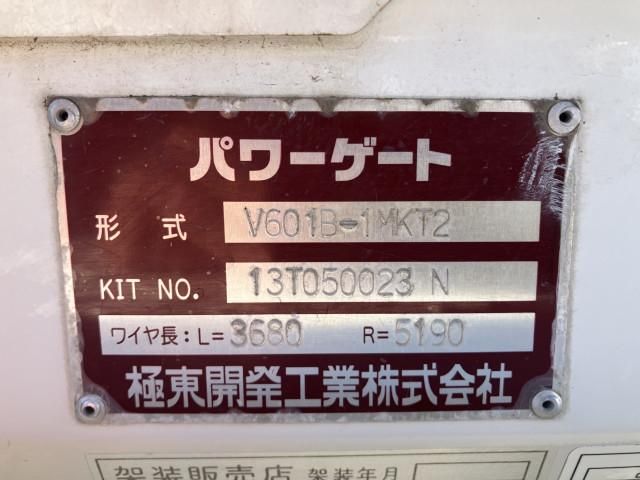 パワーゲート
形 式 V601B-1MKT2
KIT NO. 13T050023 N
ワイヤ長：L=3680 R=5190
極東開発工業株式会社
架装販売店 架装年月